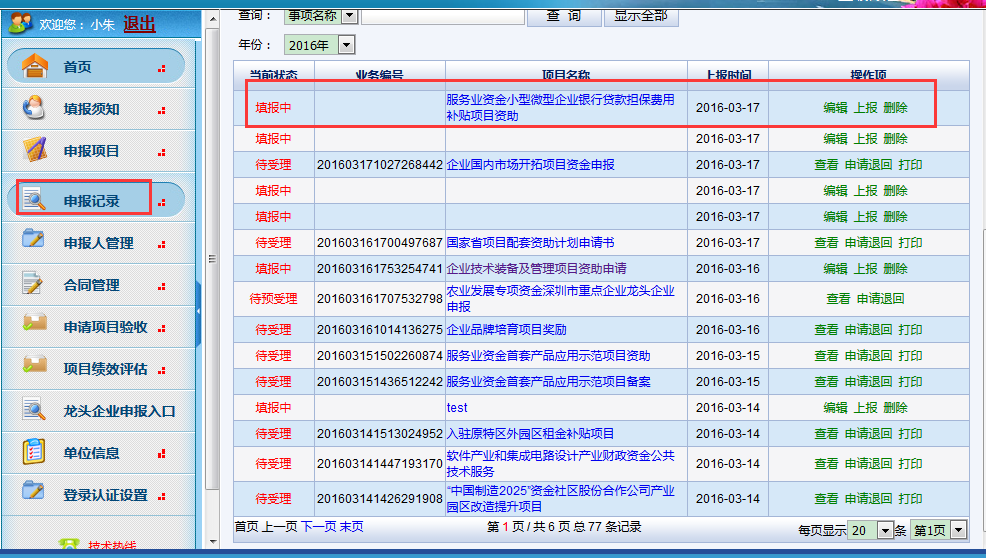 欢迎您： 小朱 退出
首页
填报须知
申报项目
申报记录
申报人管理
合同管理
申请项目验收
项目绩效评估
龙头企业申报入口
单位信息
登录认证设置
技术热线
查询： 事项名称 查 询 显示全部
年份： 2016年
当前状态 业务编号 项目名称 上报时间 操作项
填报中 服务业资金小型微型企业银行贷款担保费用 2016-03-17 编辑 上报 删除
补贴项目资助
填报中 2016-03-17 编辑 上报 删除
待受理 201603171027268442 企业国内市场开拓项目资金申报 2016-03-17 查看 申请退回 打印
填报中 2016-03-17 编辑 上报 删除
填报中 2016-03-17 编辑 上报 删除
待受理 201603161700497687 国家省项目配套资助计划申请书 2016-03-17 查看 申请退回 打印
填报中 201603161753254741 企业技术装备及管理项目资助申请 2016-03-16 编辑 上报 删除
待预受理 201603161707532798 农业发展专项资金深圳市重点企业龙头企业 2016-03-16 查看 申请退回
申报
待受理 201603161014136275 企业品牌培育项目奖励 2016-03-16 查看 申请退回 打印
待受理 201603151502260874 服务业资金首套产品应用示范项目资助 2016-03-15 查看 申请退回 打印
待受理 201603151436512242 服务业资金首套产品应用示范项目备案 2016-03-15 查看 申请退回 打印
填报中 test 2016-03-14 编辑 上报 删除
待受理 201603141513024952 入驻原特区外园区租金补贴项目 2016-03-14 查看 申请退回 打印
待受理 201603141447193170 软件产业和集成电路设计产业财政资金公共 2016-03-14 查看 申请退回 打印
技术服务
待受理 201603141426291908 “中国制造2025”资金社区股份合作公司产业 2016-03-14 查看 申请退回 打印
园区改造提升项目
首页 上一页 下一页 末页 第 1 页 / 共 6 页 总 77 条记录 每页显示 20 条 第1页